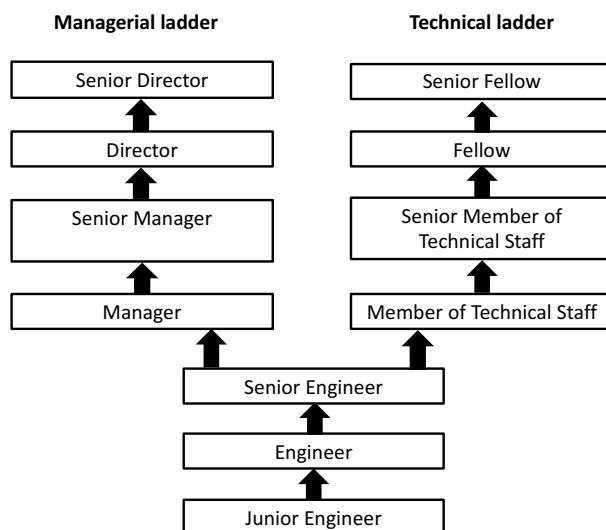 Managerial ladder
Technical ladder
Senior Director
Senior Fellow
Director
Fellow
Senior Manager
Senior Member of
Technical Staff
Manager
Member of Technical Staff
Senior Engineer
Engineer
Junior Engineer